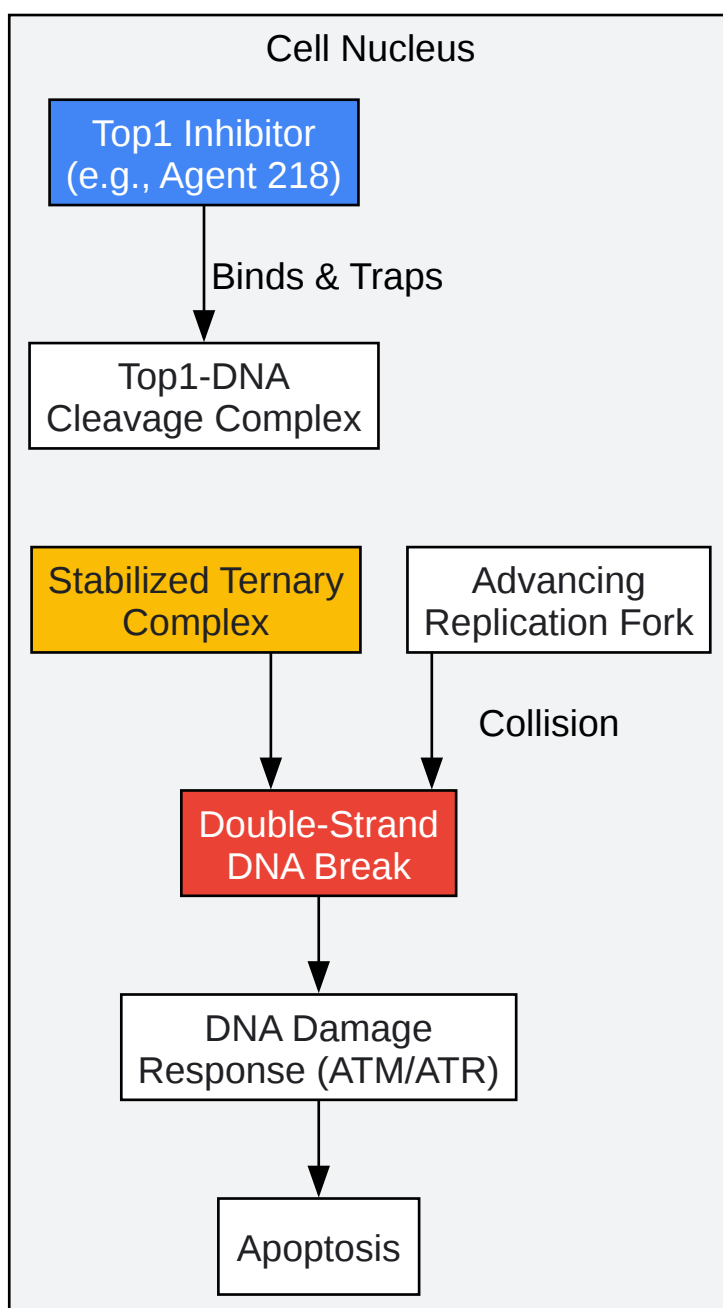 Cell Nucleus
Top1 Inhibitor
(e.g., Agent 218)
Binds & Traps
Top1-DNA
Cleavage Complex
Stabilized Ternary
Complex
Advancing
Replication Fork
Collision
Double-Strand
DNA Break
DNA Damage
Response (ATM/ATR)
Apoptosis